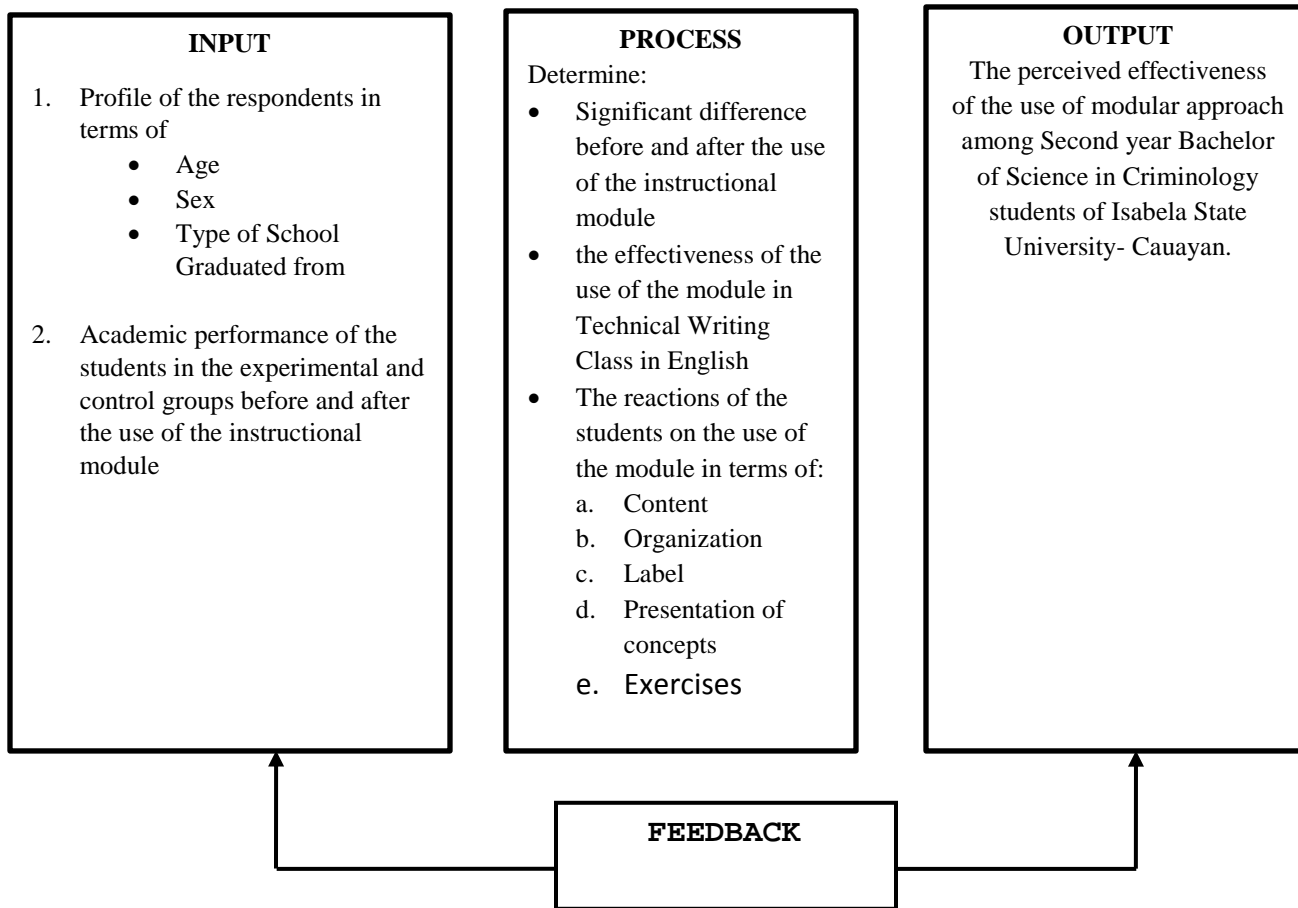 INPUT
1. Profile of the respondents in
terms of
• Age
• Sex
• Type of School
Graduated from
2. Academic performance of the
students in the experimental and
control groups before and after
the use of the instructional
module
PROCESS
Determine:
• Significant difference
before and after the use
of the instructional
module
• the effectiveness of the
use of the module in
Technical Writing
Class in English
• The reactions of the
students on the use of
the module in terms of:
a. Content
b. Organization
c. Label
d. Presentation of
concepts
e. Exercises
OUTPUT
The perceived effectiveness
of the use of modular approach
among Second year Bachelor
of Science in Criminology
students of Isabela State
University- Cauayan.
FEEDBACK